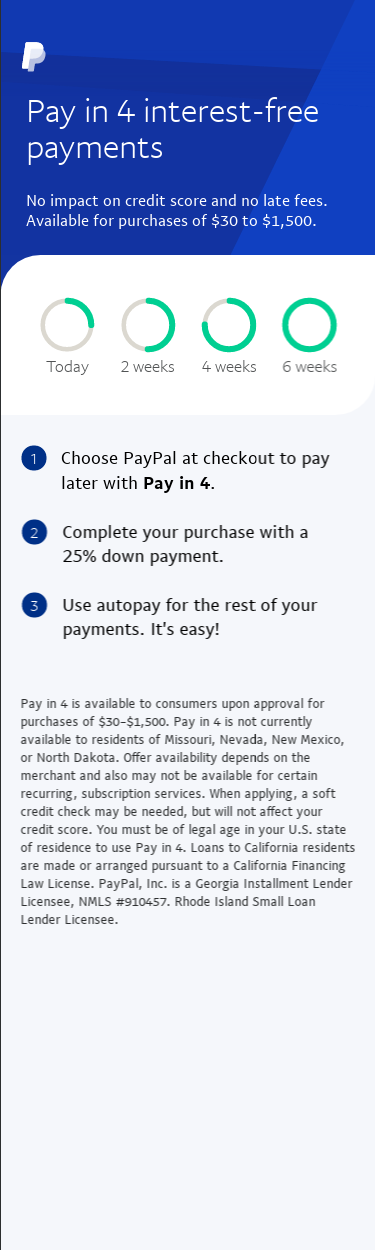 Pay in 4 interest-free
payments
No impact on credit score and no late fees.
Available for purchases of $30 to $1,500.
Today
2 weeks
4 weeks
6 weeks
1
Choose PayPal at checkout to pay
later with Pay in 4.
2
Complete your purchase with a
25% down payment.
3
Use autopay for the rest of your
payments. It's easy!
Pay in 4 is available to consumers upon approval for
purchases of $30–$1,500. Pay in 4 is not currently
available to residents of Missouri, Nevada, New Mexico,
or North Dakota. Offer availability depends on the
merchant and also may not be available for certain
recurring, subscription services. When applying, a soft
credit check may be needed, but will not affect your
credit score. You must be of legal age in your U.S. state
of residence to use Pay in 4. Loans to California residents
are made or arranged pursuant to a California Financing
Law License. PayPal, Inc. is a Georgia Installment Lender
Licensee, NMLS #910457. Rhode Island Small Loan
Lender Licensee.